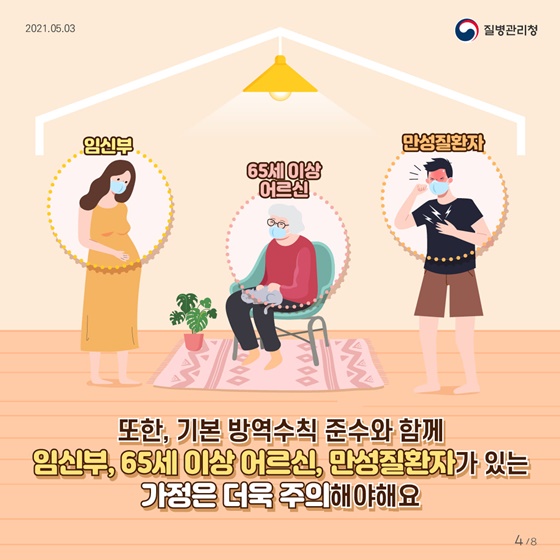 2021.05.03
질병관리청
임신부
65세 이상
어르신
만성질환자
또한, 기본 방역수칙 준수와 함께
임신부, 65세 이상 어르신, 만성질환자가 있는
가정은 더욱 주의해야해요
4/8